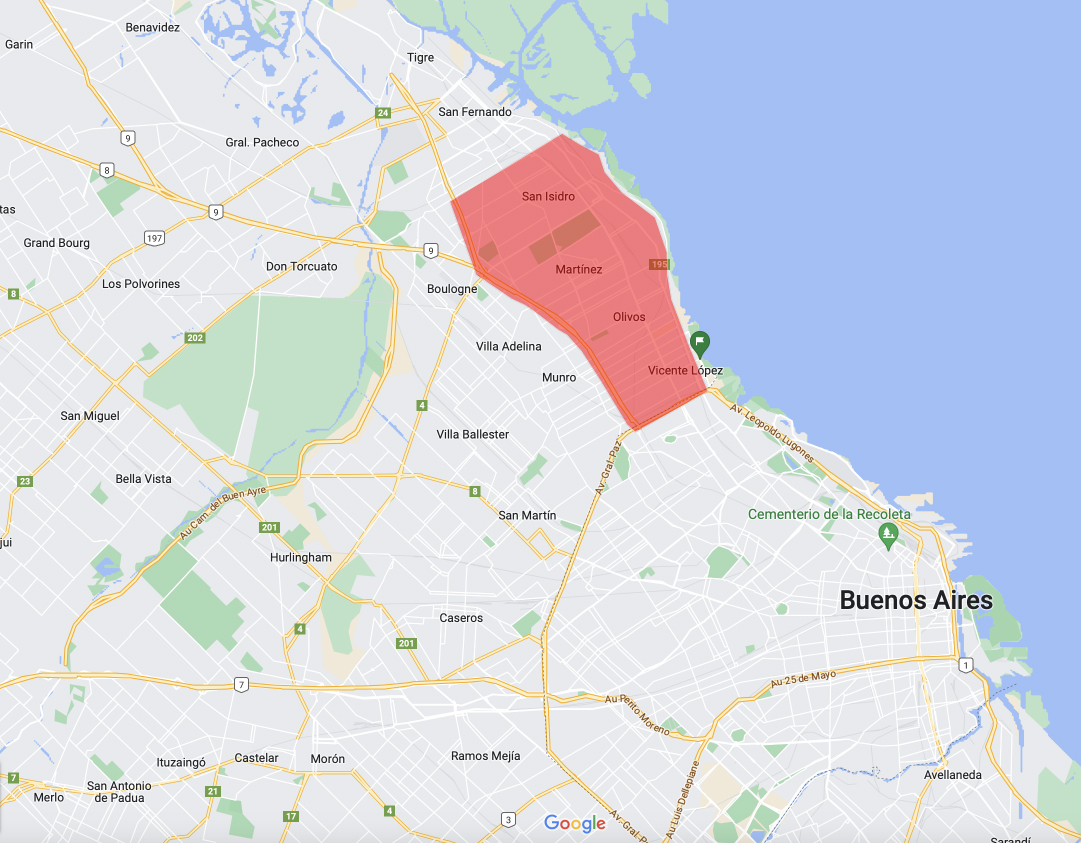 Benavidez
Garin
Tigre
San Fernando
24
9
Gral. Pacheco
8
9
San Isidro
tas
197
Grand Bourg
9
Don Torcuato
195
Martínez
Los Polvorines
Boulogne
8
Olivos
202
Villa Adelina
Vicente López
Munro
4
San Miguel
Av. Leopoldo Lugones
Villa Ballester
Av. Gral. Paz
Bella Vista
23
8
Au Cam. del Buen Ayre
San Martín
Cementerio de la Recoleta
201
jui
Hurlingham
Buenos Aires
Caseros
4
201
1
7
Au 25 de Mayo
Au Perito Moreno
Ituzaingó
Castelar
Morón
Ramos Mejía
Avellaneda
7
San Antonio
de Padua
Merlo
21
Au Luis Dellepiane
4
17
3
Google
Av. Gral. P
Sarandí